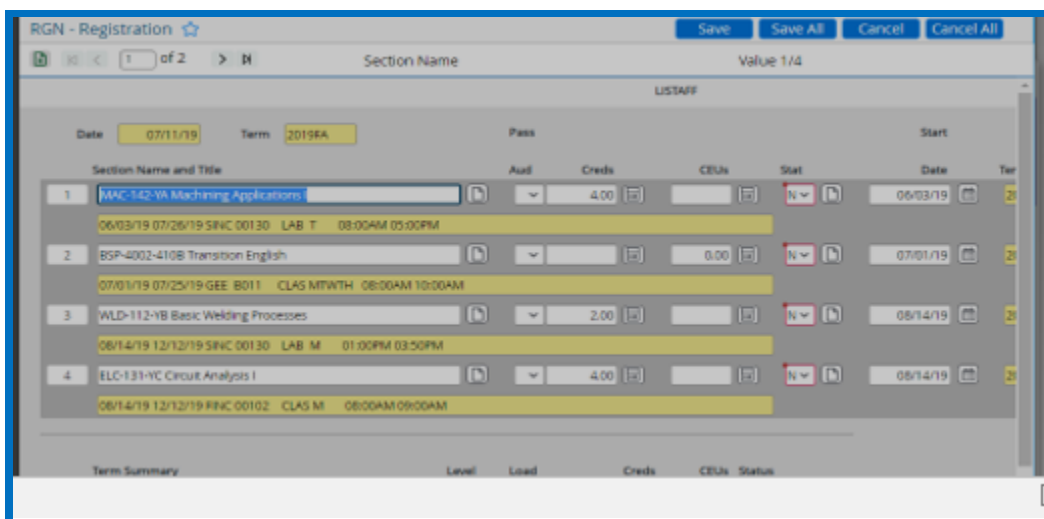 RGN - Registration Save Save All Cancel Cancel All
1 of 2 Section Name Value 1/4
LISTAFF
Date 07/11/19 Term 2019FA Pass Start
Section Name and Title Aud Creds CEUs Stat Date Ter
1 MAC-142-YA Machining Applications I 4.00 N 06/03/19 20
06/03/19 07/26/19 SINC 00130 LAB T 08:00AM 05:00PM
2 BSP-4002-410B Transition English 0.00 N 07/01/19 20
07/01/19 07/25/19 GEE B011 CLAS MTWTH 08:00AM 10:00AM
3 WLD-112-YB Basic Welding Processes 2.00 N 08/14/19 20
08/14/19 12/12/19 SINC 00130 LAB M 01:00PM 03:50PM
4 ELC-131-YC Circuit Analysis I 4.00 N 08/14/19 20
08/14/19 12/12/19 FINC 00102 CLAS M 08:00AM 09:00AM
Term Summary Level Load Creds CEUs Status